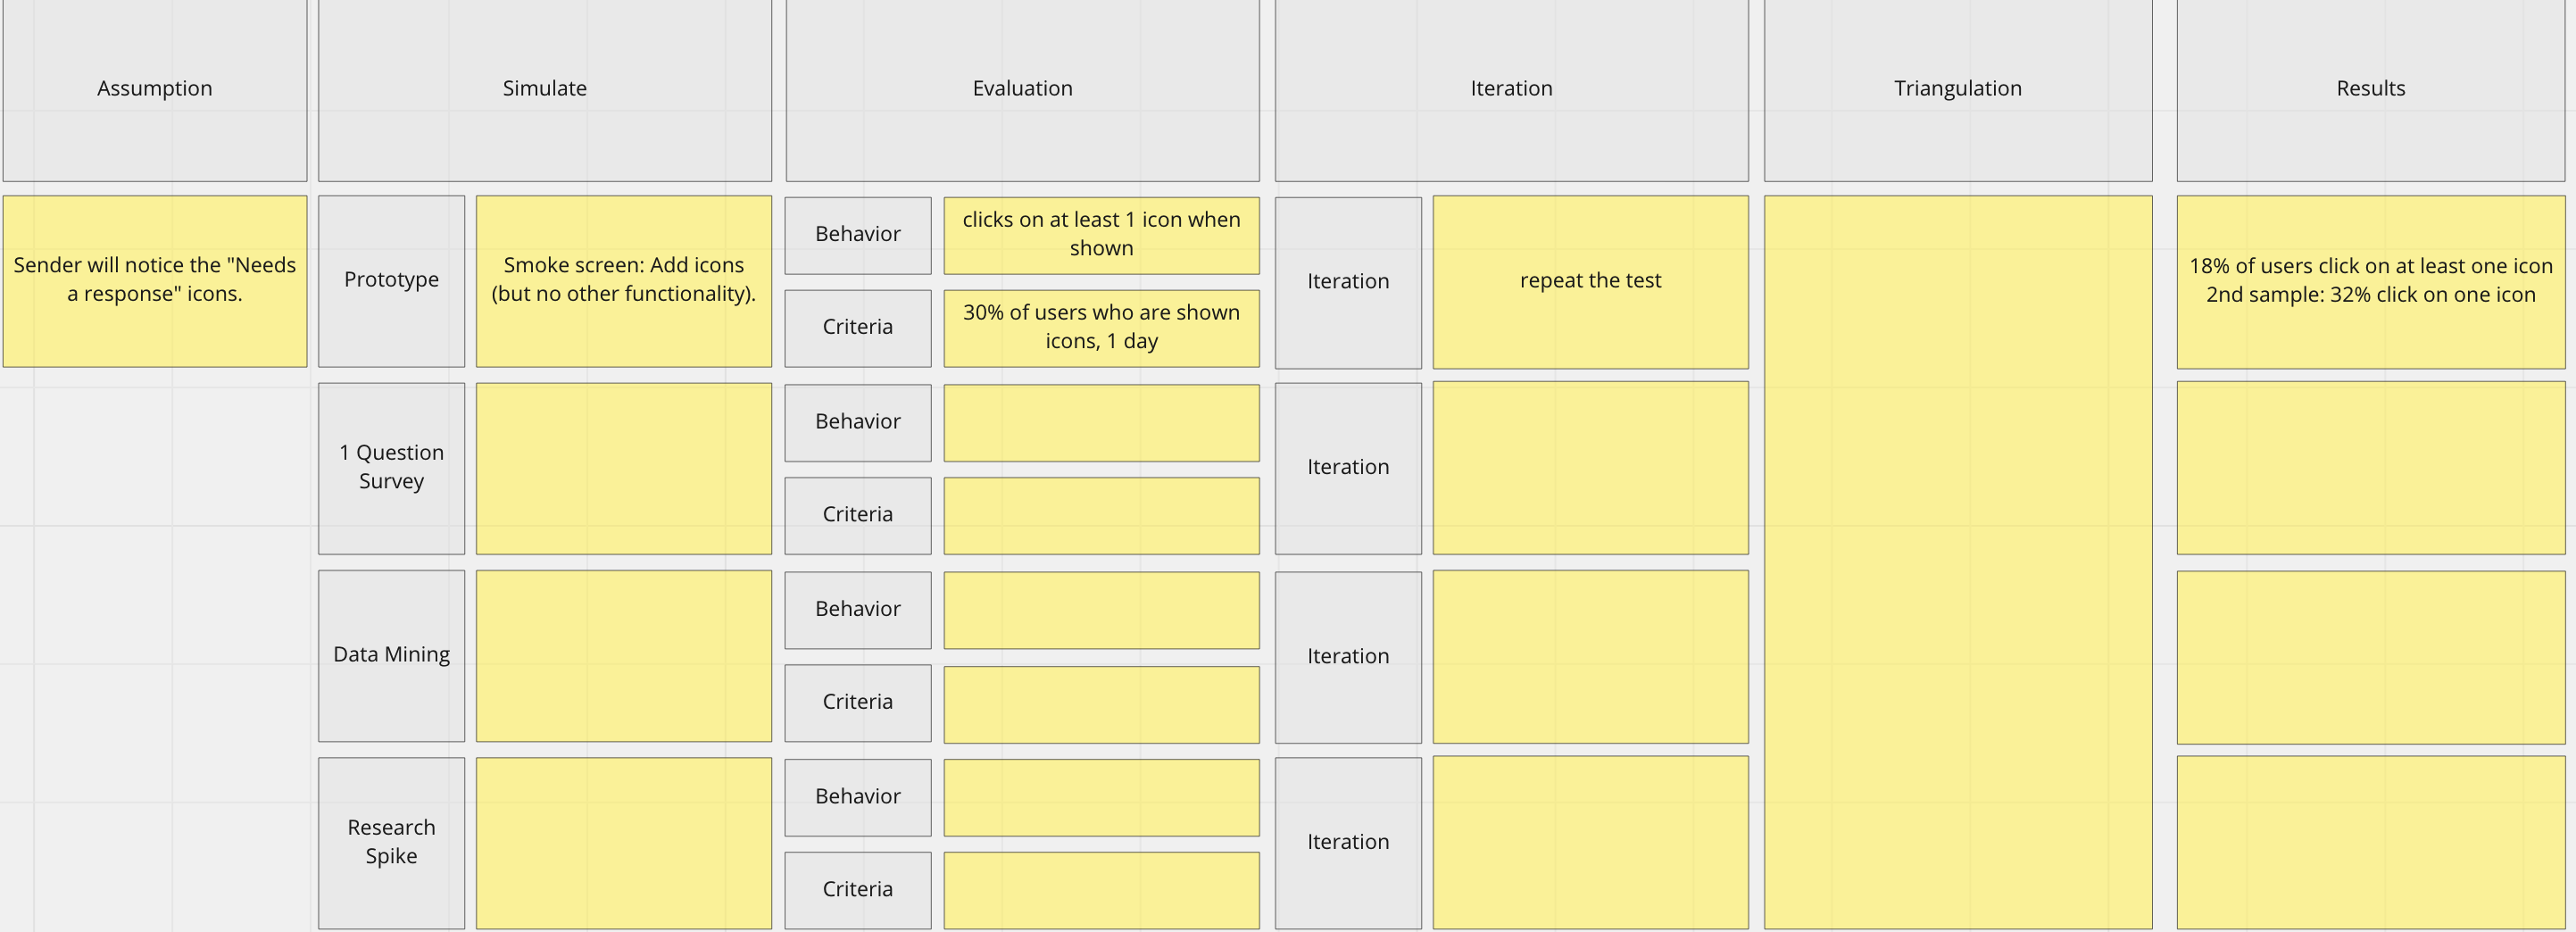 Assumption
Simulate
Evaluation
Iteration
Triangulation
Results
Sender will notice the "Needs
a response" icons.
Prototype
Smoke screen: Add icons
(but no other functionality).
Behavior
clicks on at least 1 icon when
shown
Criteria
30% of users who are shown
icons, 1 day
Iteration
repeat the test
18% of users click on at least one icon
2nd sample: 32% click on one icon
1 Question
Survey
Behavior
Criteria
Iteration
Data Mining
Behavior
Criteria
Iteration
Research
Spike
Behavior
Criteria
Iteration